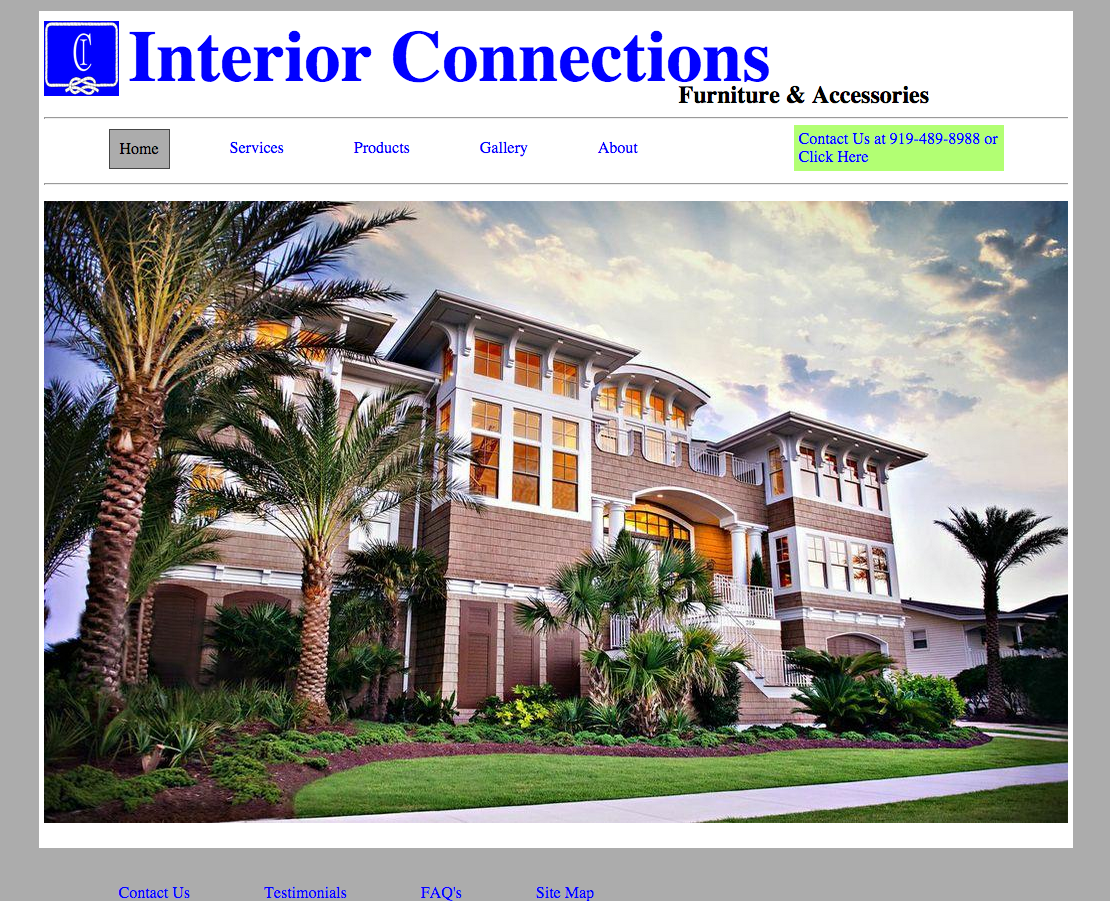 CI
Interior Connections
Furniture & Accessories
Home
Services
Products
Gallery
About
Contact Us at 919-489-8988 or
Click Here
Contact Us
Testimonials
FAQ's
Site Map